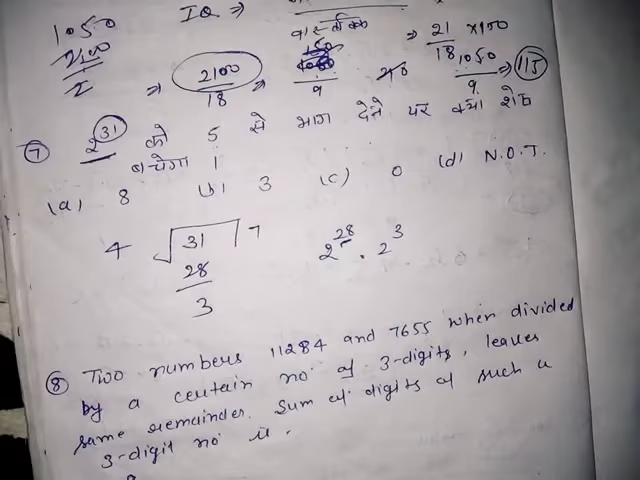 1050
2100
2
IQ ⇒
वास्तविक
⇒ 21/18 × 100
⇒ 2100/18 ⇒ 9 1050/9 ⇒ 115
(7) 2^31 को 5 से भाग देने पर क्या शेष
बचेगा 1
(a) 8 (b) 3 (c) 0 (d) N.O.T.
4 √31 7 2^28 . 2^3
28
3
(8) Two numbers 11284 and 7655 when divided
by a certain no of 3-digits, leaves
same remainder. Sum of digits of such a
3-digit no is.